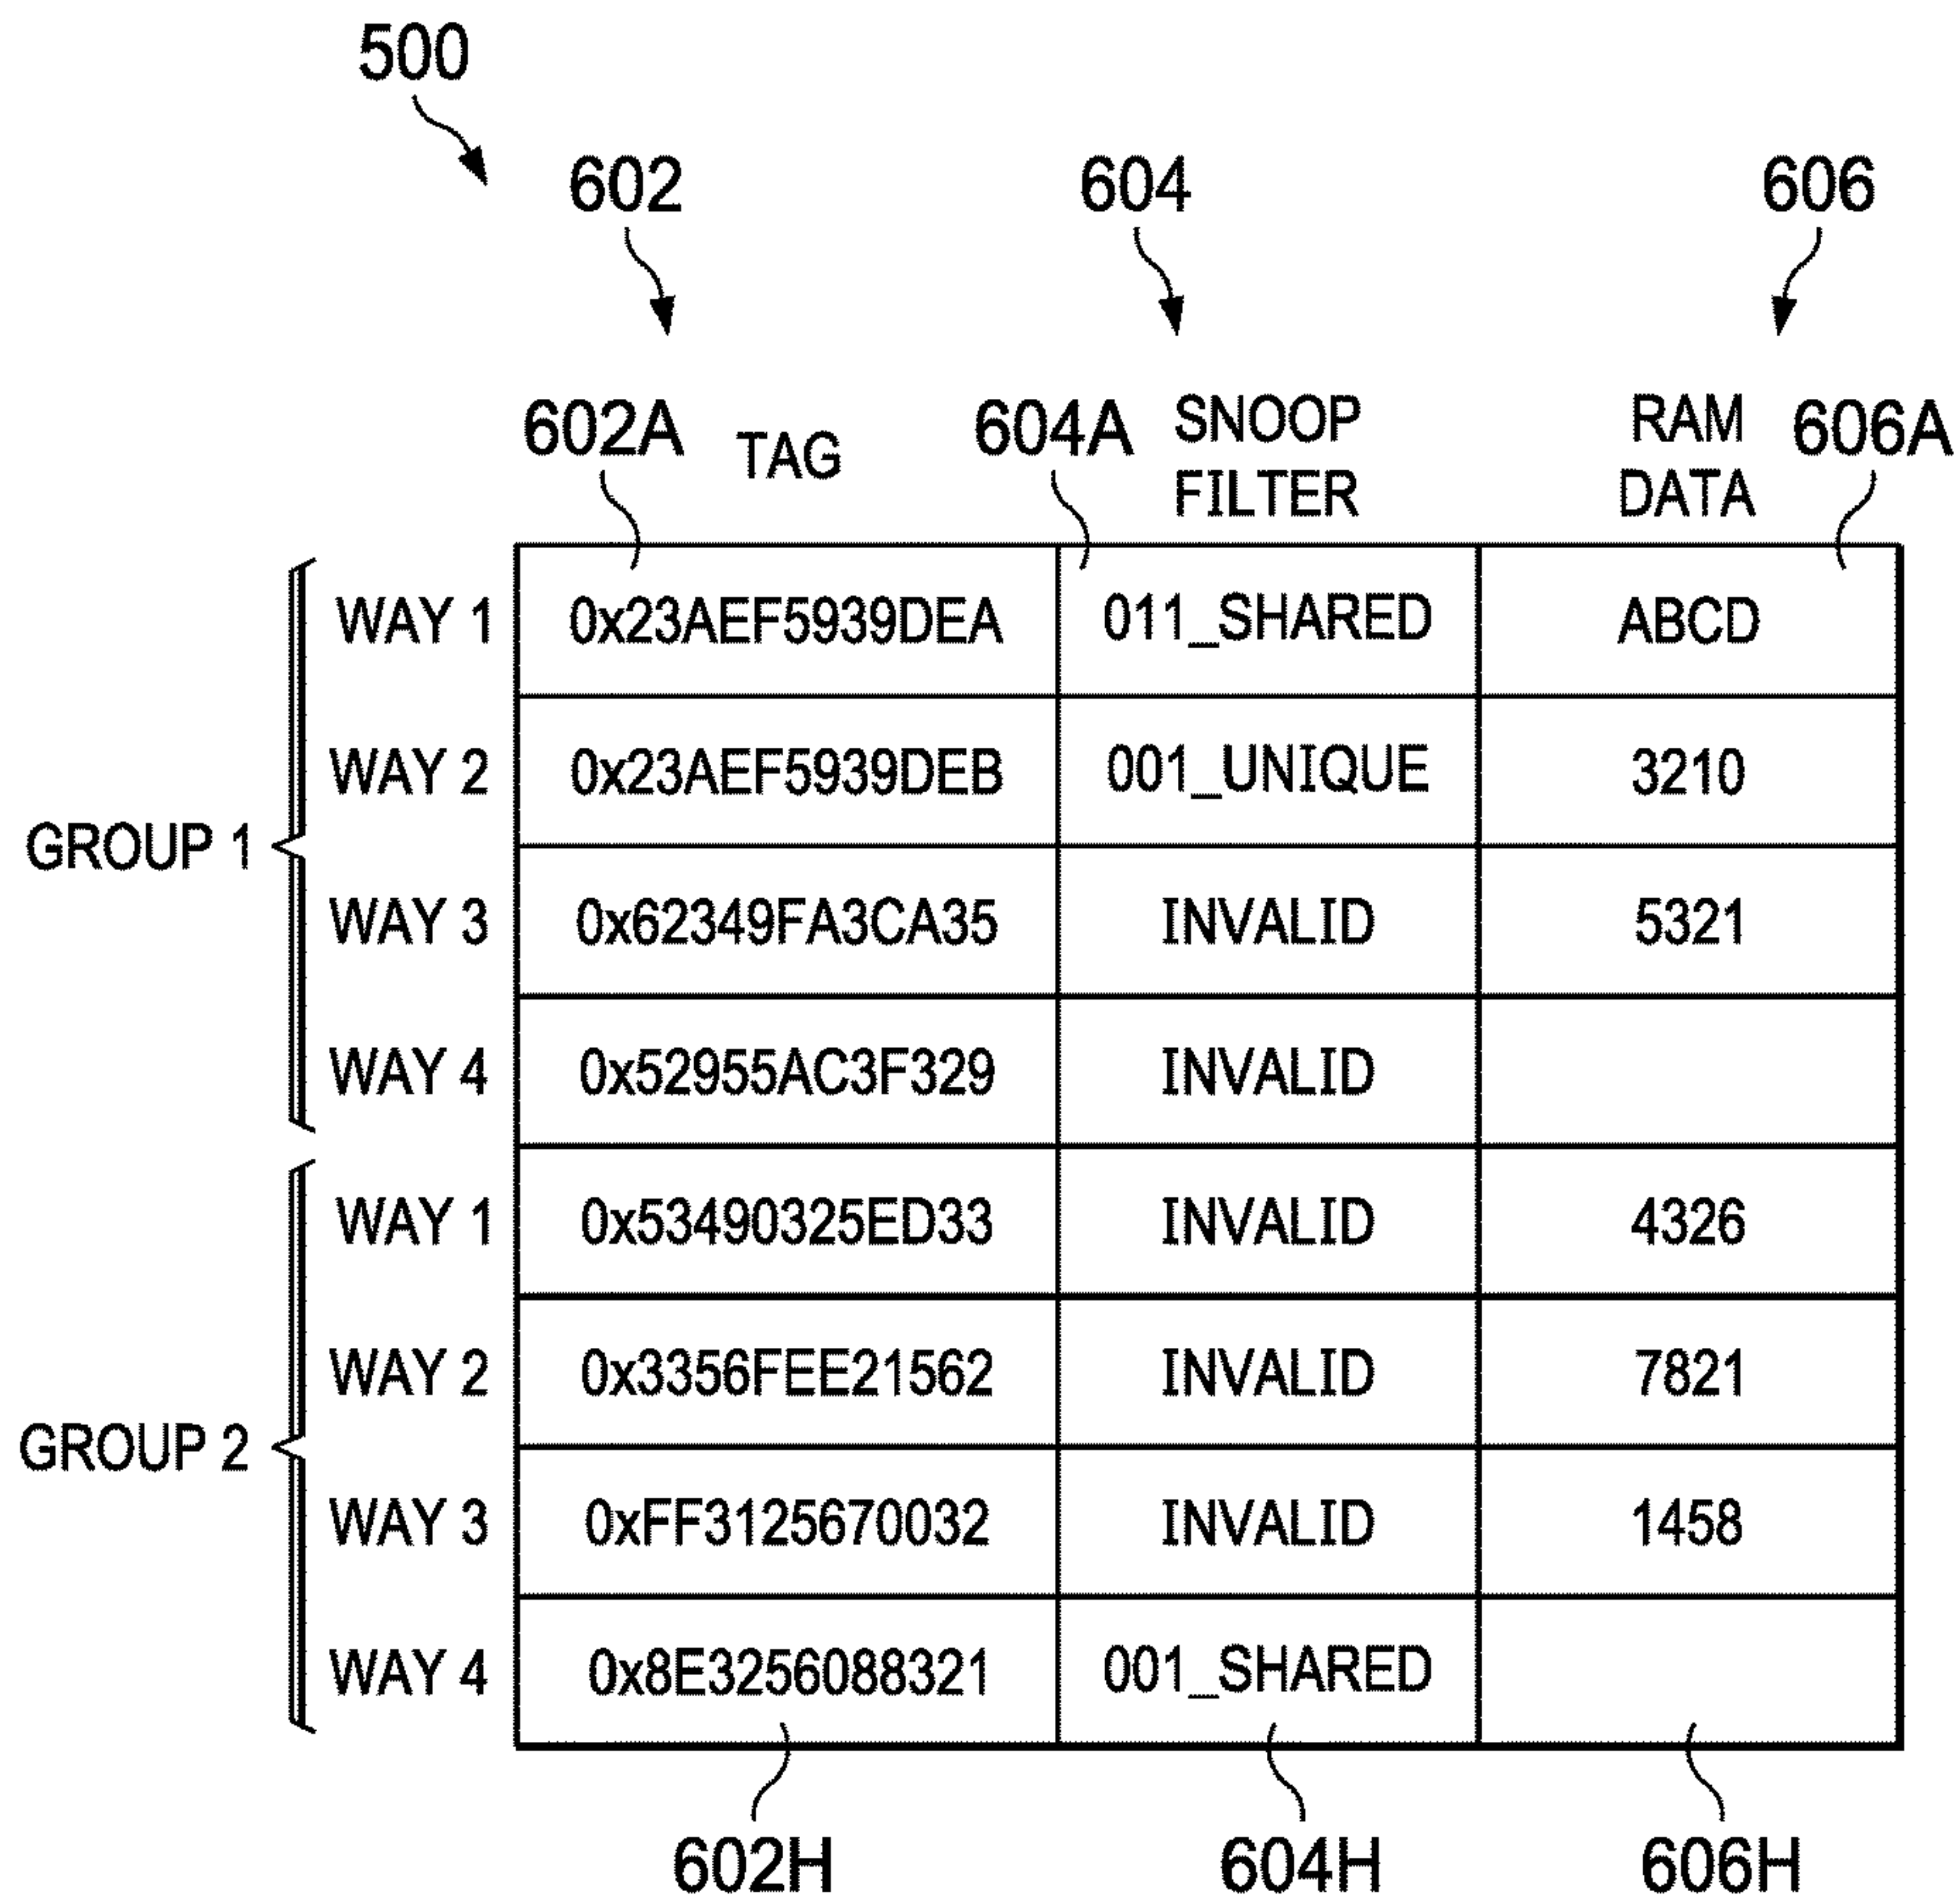 500
602 604 606
602A TAG 604A SNOOP FILTER RAM DATA 606A
WAY 1 0x23AEF5939DEA 011_SHARED ABCD
WAY 2 0x23AEF5939DEB 001_UNIQUE 3210
GROUP 1
WAY 3 0x62349FA3CA35 INVALID 5321
WAY 4 0x52955AC3F329 INVALID
WAY 1 0x53490325ED33 INVALID 4326
WAY 2 0x3356FEE21562 INVALID 7821
GROUP 2
WAY 3 0xFF3125670032 INVALID 1458
WAY 4 0x8E3256088321 001_SHARED
602H 604H 606H